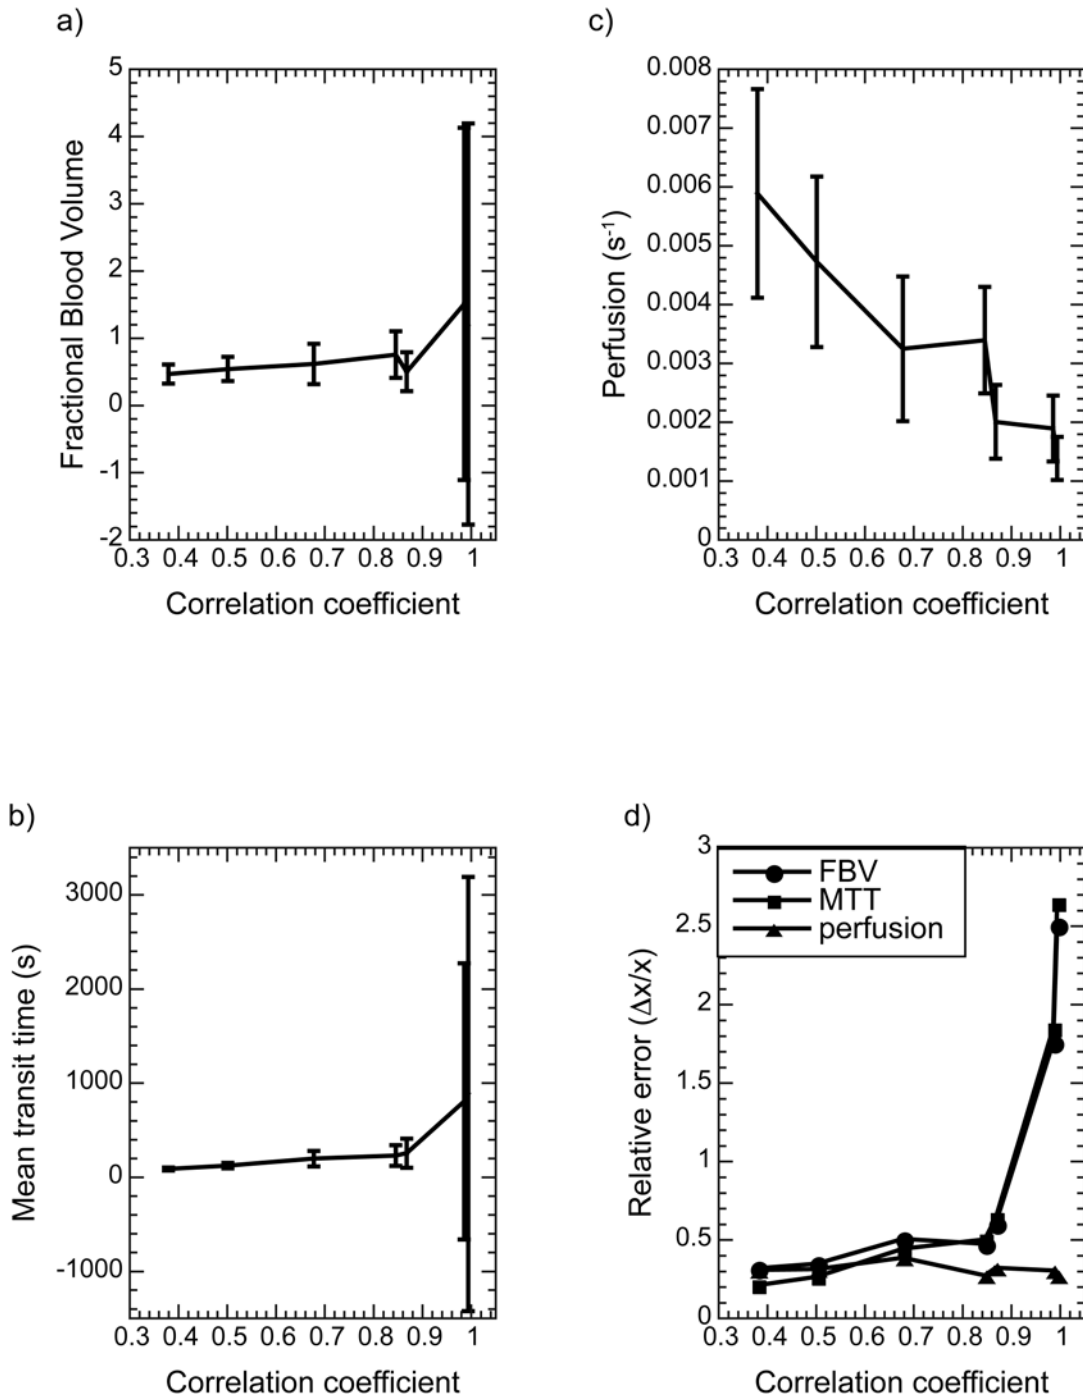 a)
5
4
3
2
1
0
-1
-2
Fractional Blood Volume
0.3 0.4 0.5 0.6 0.7 0.8 0.9 1
Correlation coefficient
c)
0.008
0.007
0.006
0.005
0.004
0.003
0.002
0.001
0
Perfusion (s⁻¹)
0.3 0.4 0.5 0.6 0.7 0.8 0.9 1
Correlation coefficient
b)
3000
2000
1000
0
-1000
Mean transit time (s)
0.3 0.4 0.5 0.6 0.7 0.8 0.9 1
Correlation coefficient
d)
3
2.5
2
1.5
1
0.5
0
Relative error (Δx/x)
FBV
MTT
perfusion
0.3 0.4 0.5 0.6 0.7 0.8 0.9 1
Correlation coefficient